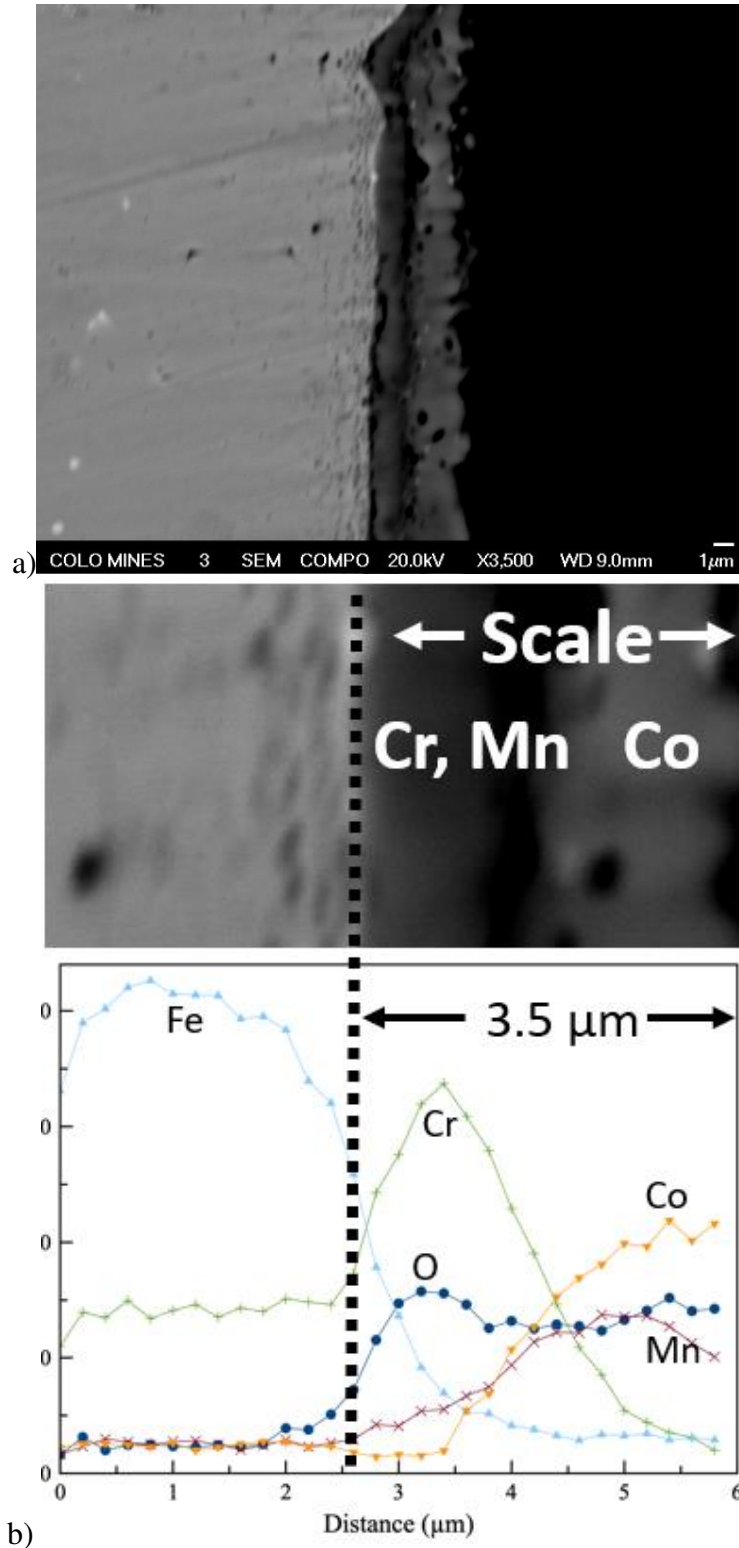 a)
COLO MINES 3 SEM COMPO 20.0kV X3,500 WD 9.0mm 1µm
Scale
Cr, Mn Co
3.5 µm
Fe
Cr
Co
O
Mn
0
0
0
0
0
0 1 2 3 4 5 6
Distance (µm)
b)